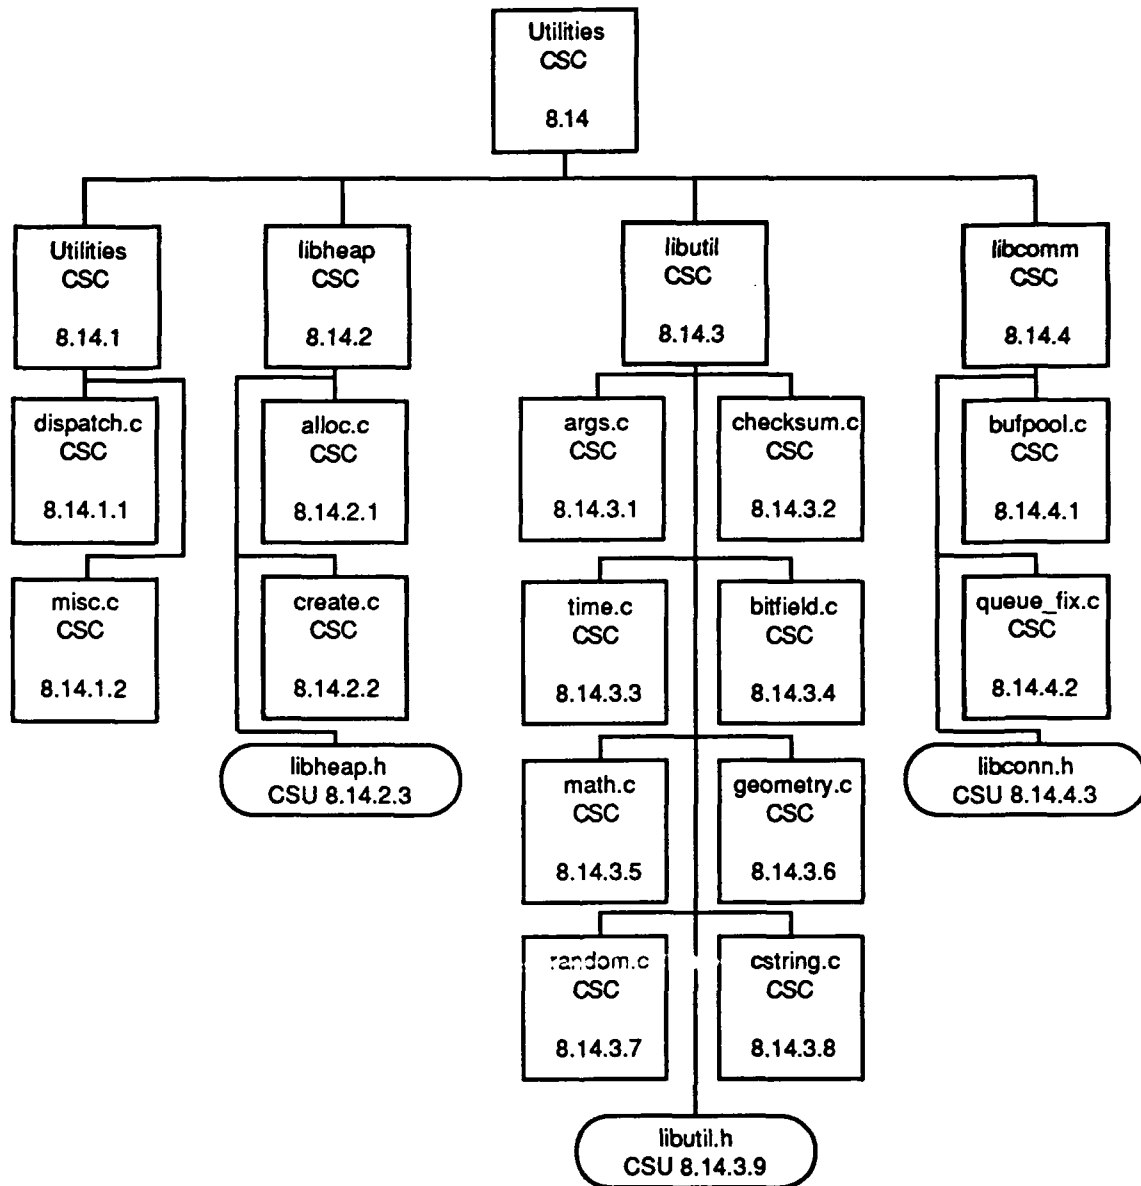 Utilities
CSC
8.14
Utilities
CSC
8.14.1
libheap
CSC
8.14.2
libutil
CSC
8.14.3
libcomm
CSC
8.14.4
dispatch.c
CSC
8.14.1.1
alloc.c
CSC
8.14.2.1
args.c
CSC
8.14.3.1
checksum.c
CSC
8.14.3.2
bufpool.c
CSC
8.14.4.1
misc.c
CSC
8.14.1.2
create.c
CSC
8.14.2.2
time.c
CSC
8.14.3.3
bitfield.c
CSC
8.14.3.4
queue_fix.c
CSC
8.14.4.2
libheap.h
CSU 8.14.2.3
math.c
CSC
8.14.3.5
geometry.c
CSC
8.14.3.6
libconn.h
CSU 8.14.4.3
random.c
CSC
8.14.3.7
cstring.c
CSC
8.14.3.8
libutil.h
CSU 8.14.3.9